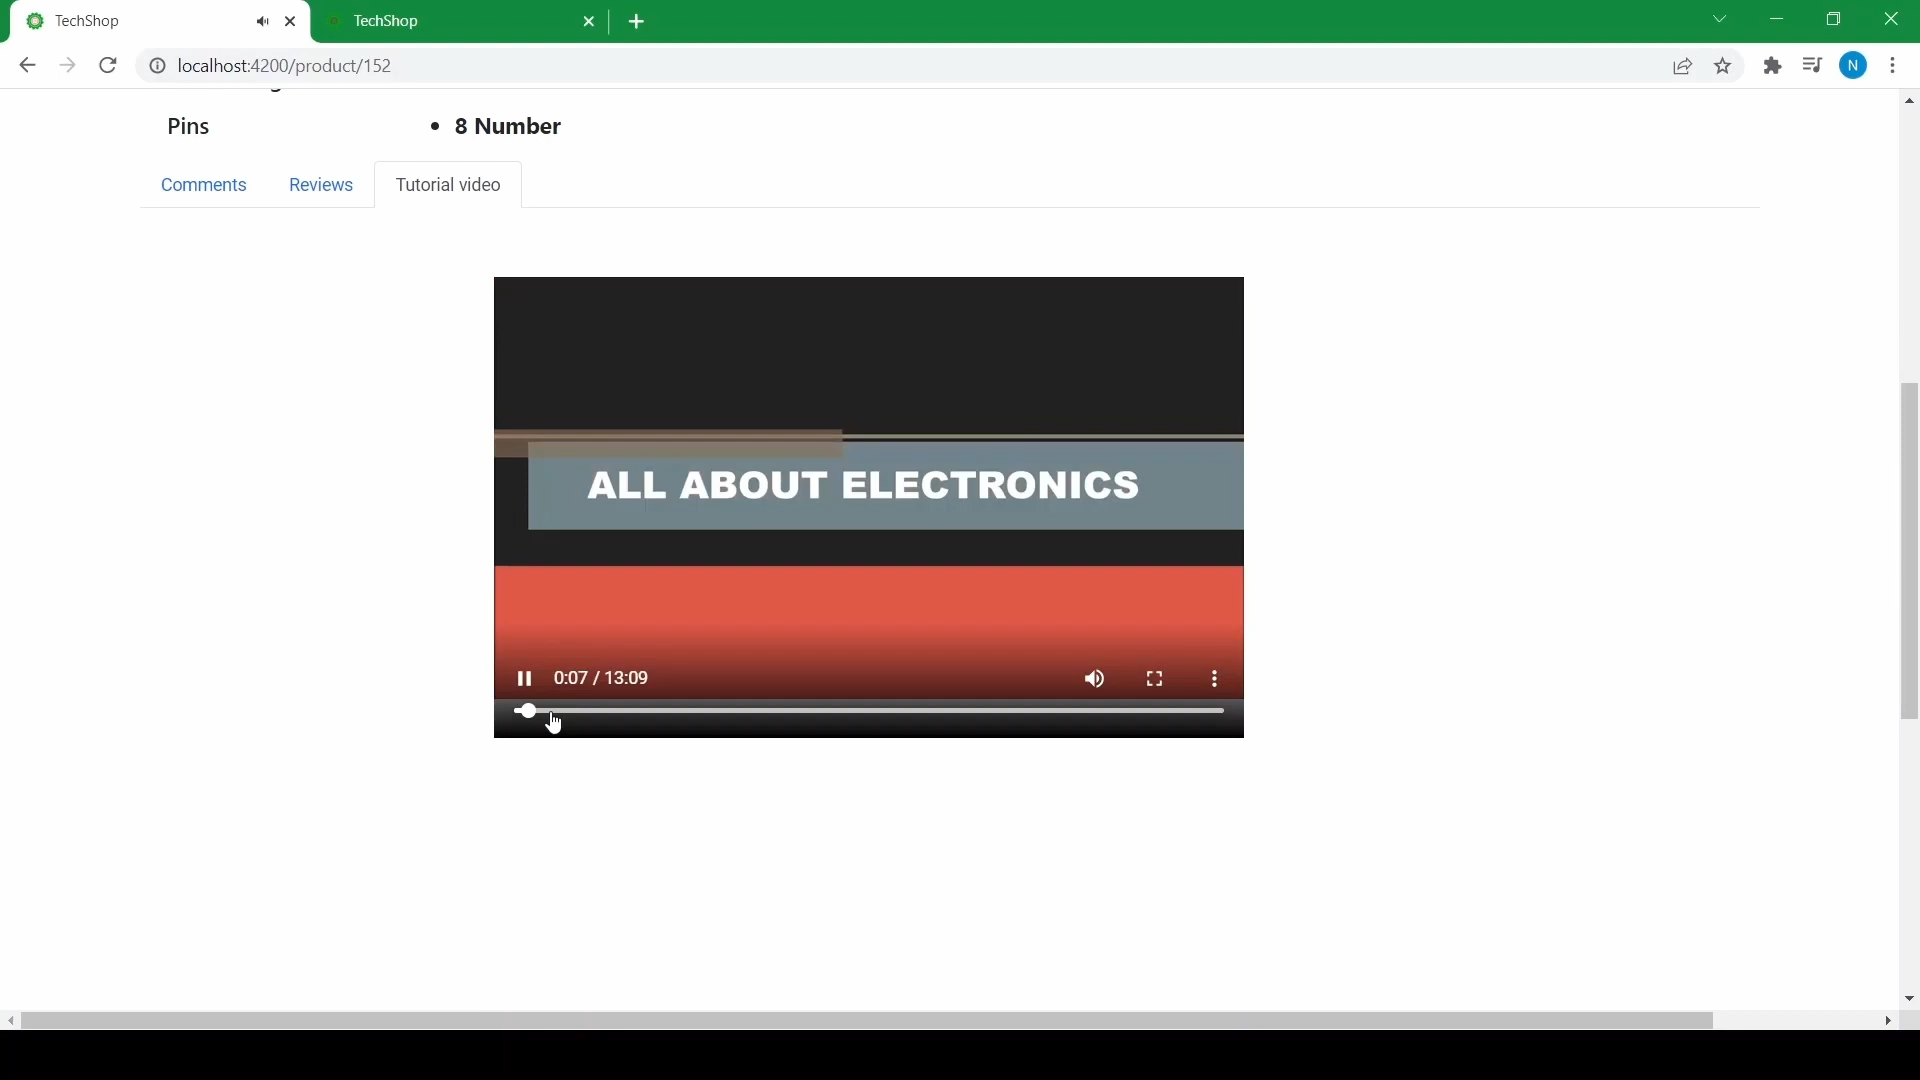 TechShop
TechShop
localhost:4200/product/152
N
Pins
8 Number
Comments
Reviews
Tutorial video
ALL ABOUT ELECTRONICS
0:07 / 13:09